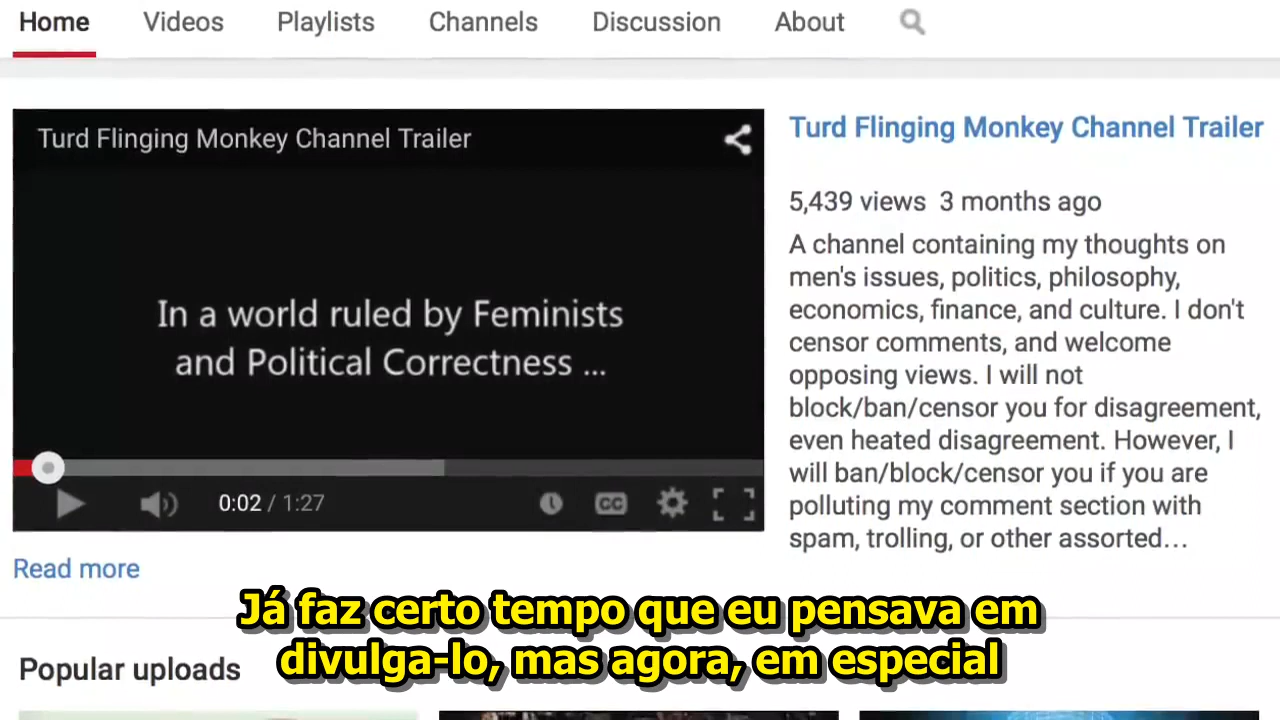 Home Videos Playlists Channels Discussion About
Turd Flinging Monkey Channel Trailer
In a world ruled by Feminists
and Political Correctness ...
0:02 / 1:27
CC
Turd Flinging Monkey Channel Trailer
5,439 views 3 months ago
A channel containing my thoughts on
men's issues, politics, philosophy,
economics, finance, and culture. I don't
censor comments, and welcome
opposing views. I will not
block/ban/censor you for disagreement,
even heated disagreement. However, I
will ban/block/censor you if you are
polluting my comment section with
spam, trolling, or other assorted...
Read more
Já faz certo tempo que eu pensava em
divulga-lo, mas agora, em especial
Popular uploads